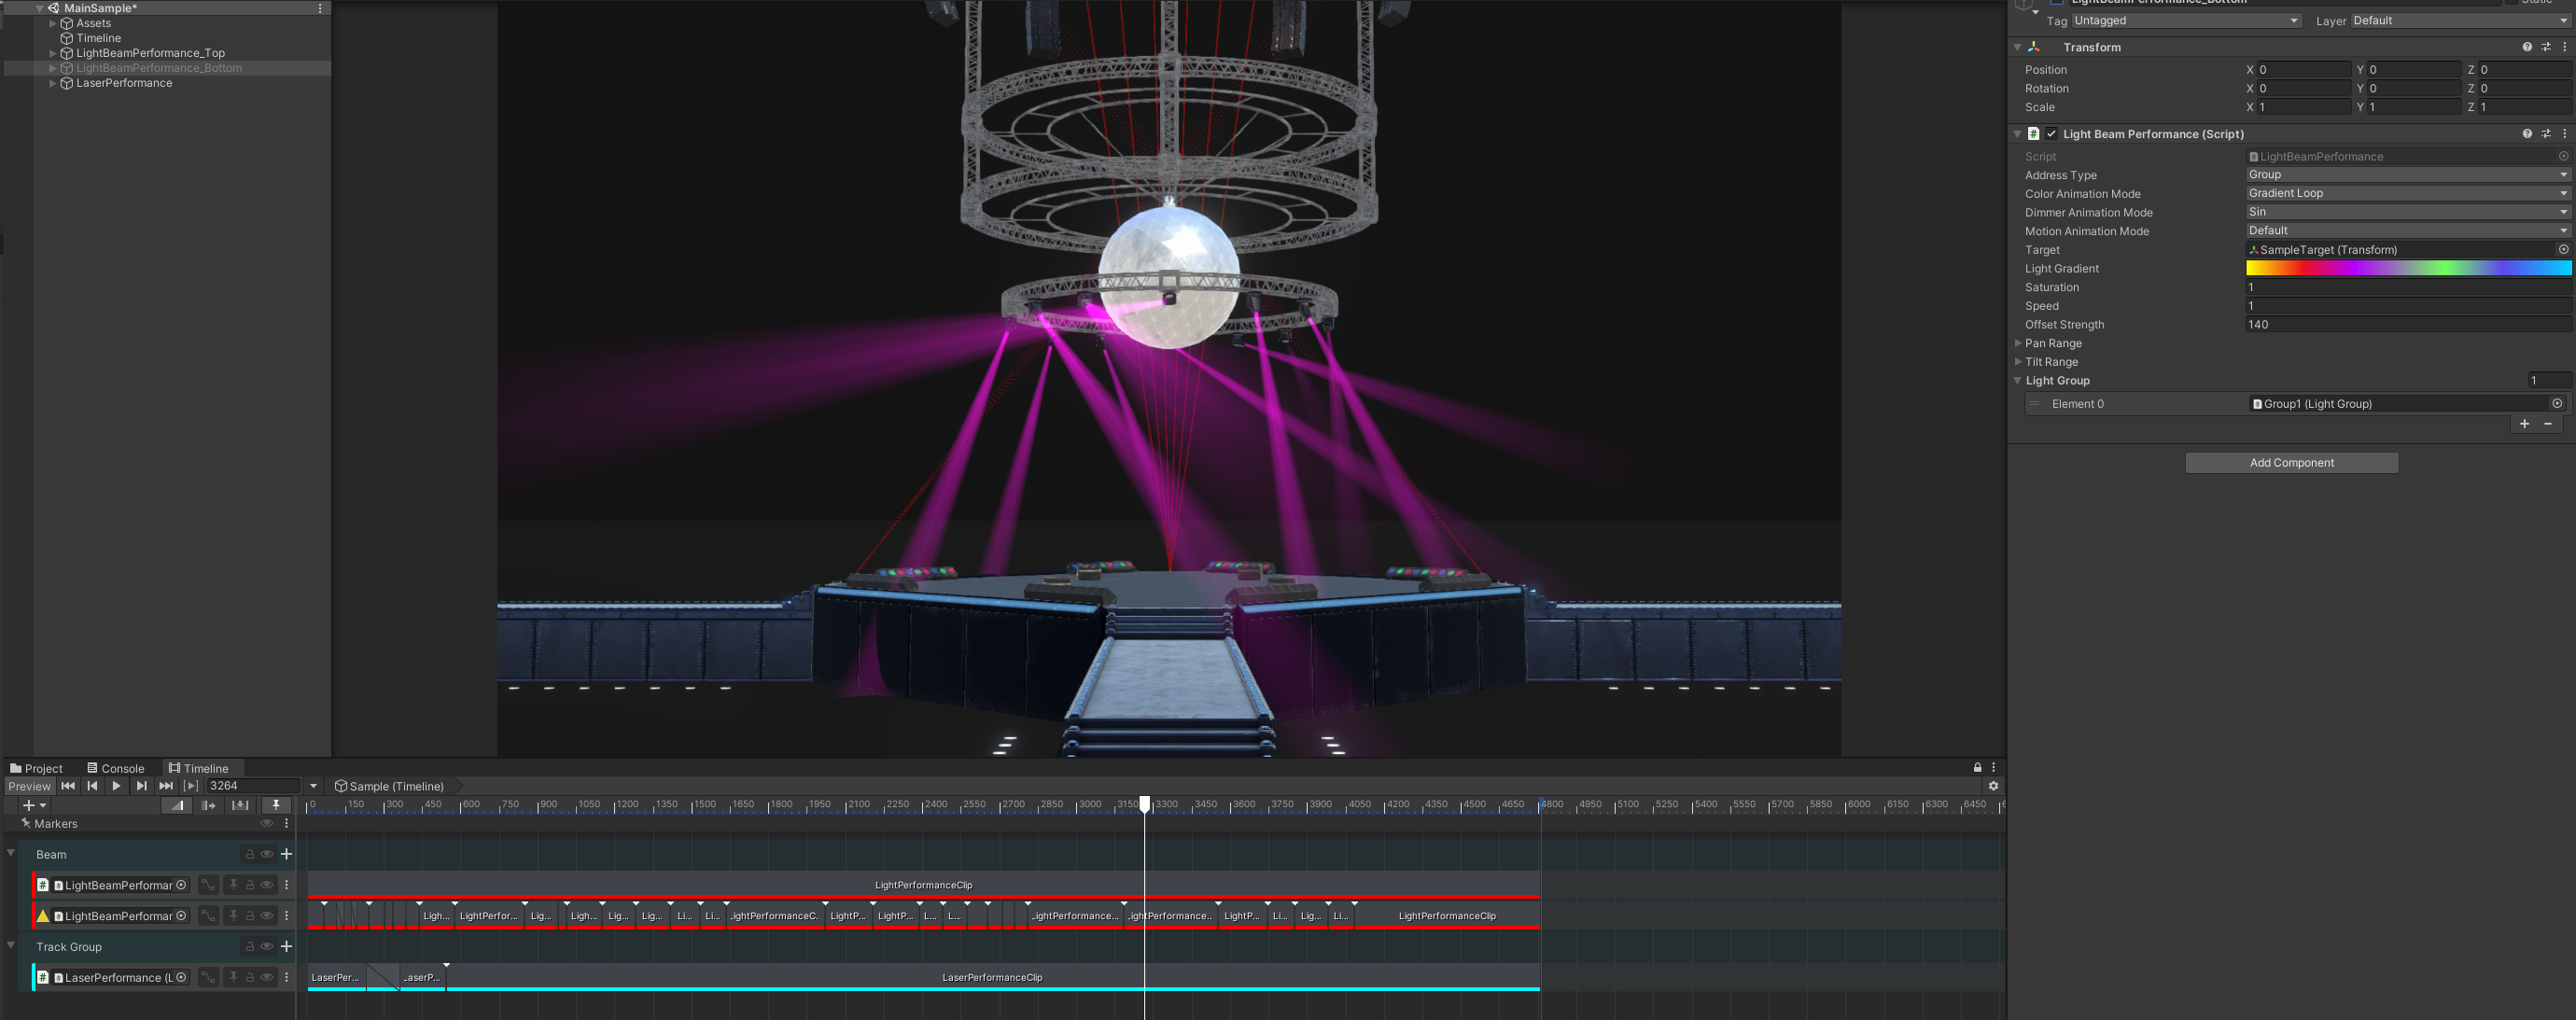 MainSample*
Assets
Timeline
LightBeamPerformance_Top
LightBeamPerformance_Bottom
LaserPerformance
LightBeamPerformance_Bottom
Static
Tag Untagged Layer Default
Transform
Position X 0 Y 0 Z 0
Rotation X 0 Y 0 Z 0
Scale X 1 Y 1 Z 1
# Light Beam Performance (Script)
Script LightBeamPerformance
Address Type Group
Color Animation Mode Gradient Loop
Dimmer Animation Mode Sin
Motion Animation Mode Default
Target SampleTarget (Transform)
Light Gradient
Saturation 1
Speed 1
Offset Strength 140
Pan Range
Tilt Range
Light Group 1
Element 0 Group1 (Light Group)
Add Component
Project Console Timeline
Preview 3264 Sample (Timeline)
0 150 300 450 600 750 900 1050 1200 1350 1500 1650 1800 1950 2100 2250 2400 2550 2700 2850 3000 3150 3300 3450 3600 3750 3900 4050 4200 4350 4500 4650 4800 4950 5100 5250 5400 5550 5700 5850 6000 6150 6300 6450
Markers
Beam
LightBeamPerformar LightPerformanceClip
LightBeamPerformar Ligh... LightPerfor... Lig... Ligh... Lig... Lig... Li... Li... .ightPerformanceC. LightP... LightP... L... L... .ightPerformance... .ightPerformance.. LightP... Li... Lig... Li... LightPerformanceClip
Track Group
LaserPerformance (L LaserPer... .aserP... LaserPerformanceClip